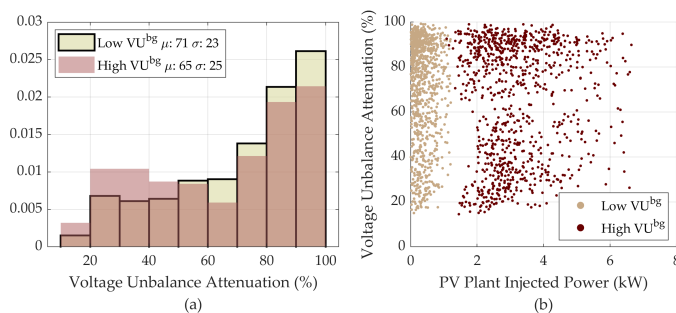 0.03
0.025
0.02
0.015
0.01
0.005
0
Low VU^bg μ: 71 σ: 23
High VU^bg μ: 65 σ: 25
20 40 60 80 100
Voltage Unbalance Attenuation (%)
(a)
Voltage Unbalance Attenuation (%)
100
80
60
40
20
0
Low VU^bg
High VU^bg
0 2 4 6 8
PV Plant Injected Power (kW)
(b)